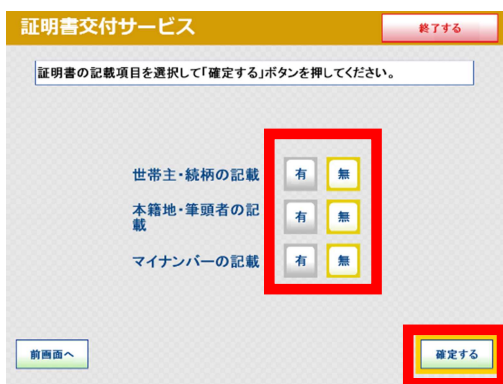 証明書交付サービス
終了する
証明書の記載項目を選択して「確定する」ボタンを押してください。
世帯主・続柄の記載 有 無
本籍地・筆頭者の記
載 有 無
マイナンバーの記載 有 無
前画面へ
確定する